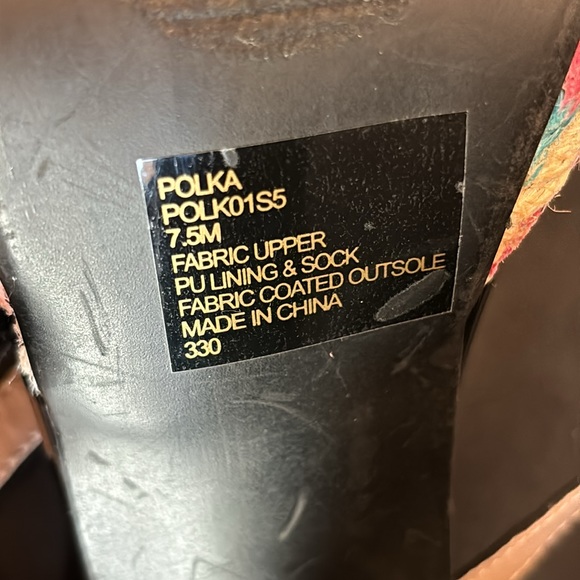 POLKA
POLK01S5
7.5M
FABRIC UPPER
PU LINING & SOCK
FABRIC COATED OUTSOLE
MADE IN CHINA
330